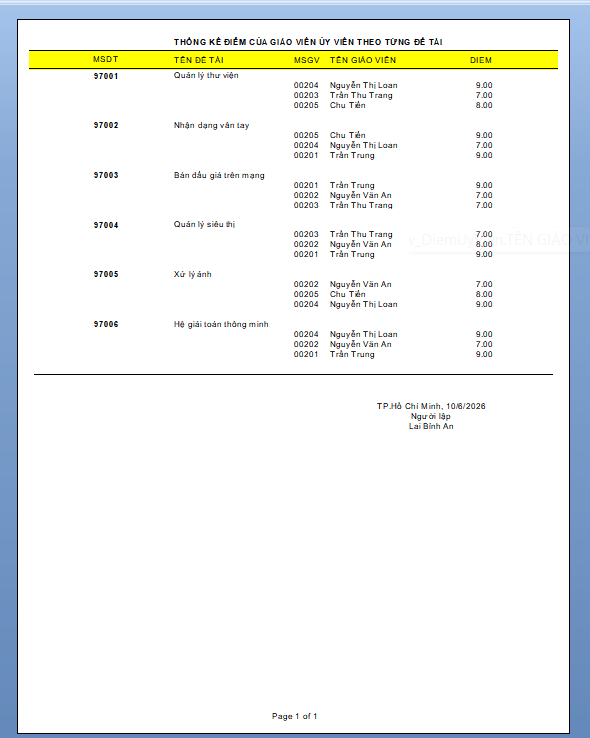 THỐNG KÊ ĐIỂM CỦA GIÁO VIÊN ỦY VIÊN THEO TỪNG ĐỀ TÀI
MSDT TÊN ĐỀ TÀI MSGV TÊN GIÁO VIÊN DIEM
97001 Quản lý thư viện
00204 Nguyễn Thị Loan 9.00
00203 Trần Thu Trang 7.00
00205 Chu Tiến 8.00
97002 Nhận dạng vân tay
00205 Chu Tiến 9.00
00204 Nguyễn Thị Loan 7.00
00201 Trần Trung 9.00
97003 Bán đấu giá trên mạng
00201 Trần Trung 9.00
00202 Nguyễn Văn An 7.00
00203 Trần Thu Trang 7.00
97004 Quản lý siêu thị
00203 Trần Thu Trang 7.00
00202 Nguyễn Văn An 8.00
00201 Trần Trung 9.00
97005 Xử lý ảnh
00202 Nguyễn Văn An 7.00
00205 Chu Tiến 8.00
00204 Nguyễn Thị Loan 9.00
97006 Hệ giải toán thông minh
00204 Nguyễn Thị Loan 9.00
00202 Nguyễn Văn An 7.00
00201 Trần Trung 9.00
TP.Hồ Chí Minh, 10/6/2026
Người lập
Lai Bỉnh An
Page 1 of 1